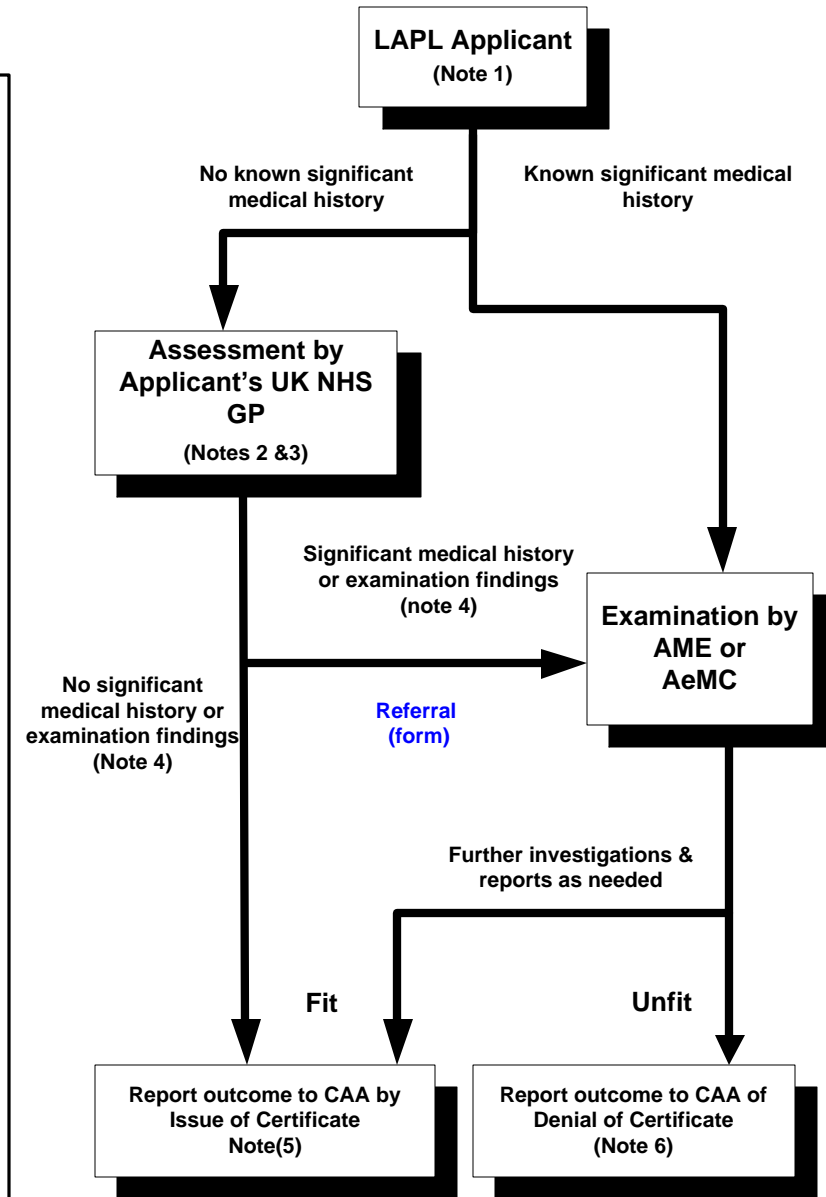 LAPL Applicant
(Note 1)
No known significant
medical history
Known significant medical
history
Assessment by
Applicant's UK NHS
GP
(Notes 2 &3)
Significant medical history
or examination findings
(note 4)
Examination by
AME or
AeMC
No significant
medical history or
examination findings
(Note 4)
Referral
(form)
Further investigations &
reports as needed
Fit
Unfit
Report outcome to CAA by
Issue of Certificate
Note(5)
Report outcome to CAA of
Denial of Certificate
(Note 6)